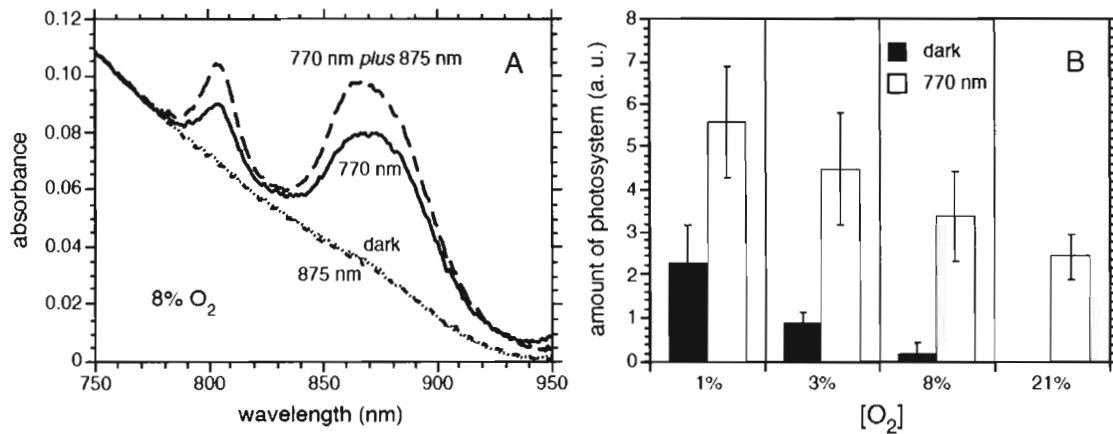 0.12
0.10
0.08
0.06
0.04
0.02
0
absorbance
770 nm plus 875 nm
A
770 nm
dark
875 nm
8% O₂
750
800
850
900
950
wavelength (nm)
8
7
6
5
4
3
2
1
0
amount of photosystem (a. u.)
dark
770 nm
B
1%
3%
8%
21%
[O₂]